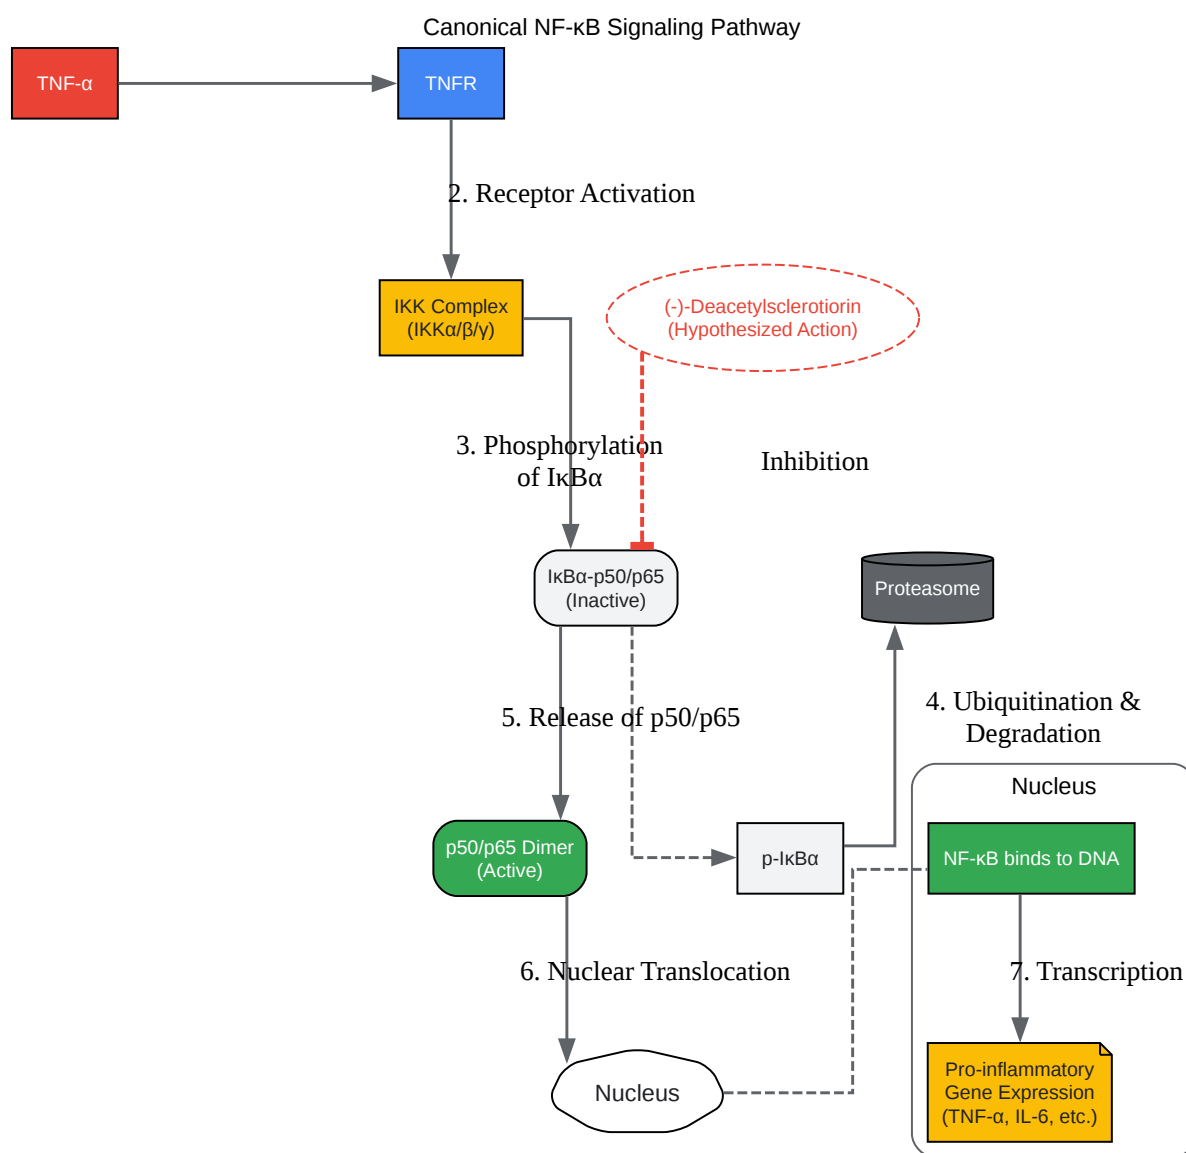 Canonical NF-κB Signaling Pathway
TNF-α
TNFR
2. Receptor Activation
IKK Complex
(IKKα/β/γ)
(-)-Deacetylsclerotiorin
(Hypothesized Action)
3. Phosphorylation
of IκBα
Inhibition
IκBα-p50/p65
(Inactive)
Proteasome
5. Release of p50/p65
4. Ubiquitination &
Degradation
Nucleus
p50/p65 Dimer
(Active)
p-IκBα
NF-κB binds to DNA
6. Nuclear Translocation
7. Transcription
Nucleus
Pro-inflammatory
Gene Expression
(TNF-α, IL-6, etc.)